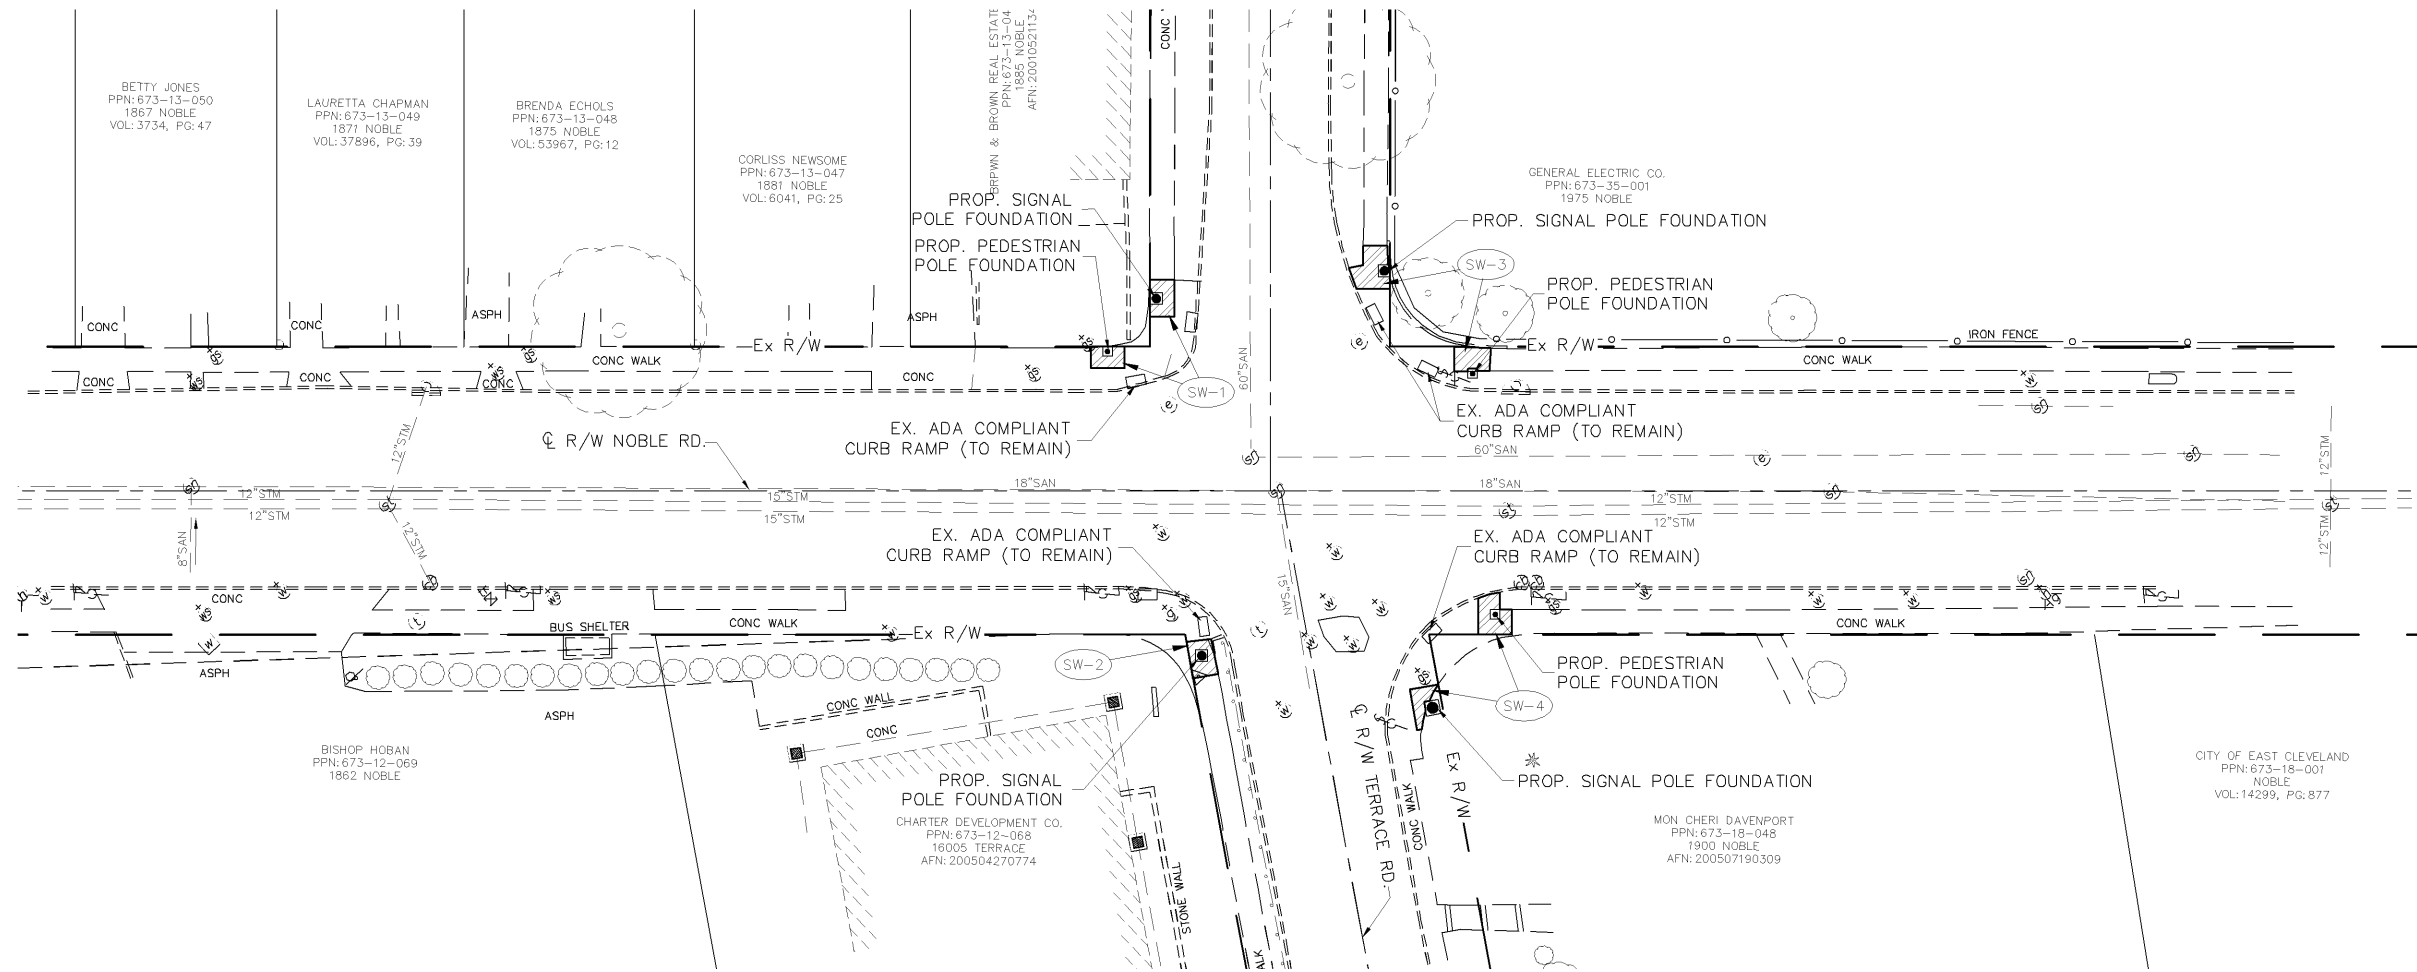 BETTY JONES
PPN: 673-13-050
1867 NOBLE
VOL: 3734, PG: 47
LAURETTA CHAPMAN
PPN: 673-13-049
1871 NOBLE
VOL: 37896, PG: 39
BRENDA ECHOLS
PPN: 673-13-048
1875 NOBLE
VOL: 53967, PG: 12
CORLISS NEWSOME
PPN: 673-13-047
1881 NOBLE
VOL: 6041, PG: 25
BRPWN & BROWN REAL ESTATE
PPN: 673-13-04
1885 NOBLE
AFN: 2001052113
CONC
GENERAL ELECTRIC CO.
PPN: 673-35-001
1975 NOBLE
PROP. SIGNAL
POLE FOUNDATION
PROP. PEDESTRIAN
POLE FOUNDATION
PROP. SIGNAL POLE FOUNDATION
SW-3
PROP. PEDESTRIAN
POLE FOUNDATION
CONC
CONC
ASPH
ASPH
Ex R/W
Ex R/W
IRON FENCE
CONC WALK
CONC WALK
CONC
CONC
CONC
CONC
SW-1
60"SAN
EX. ADA COMPLIANT
CURB RAMP (TO REMAIN)
EX. ADA COMPLIANT
CURB RAMP (TO REMAIN)
℄ R/W NOBLE RD.
12"STM
60"SAN
12"STM
12"STM
15"STM
18"SAN
18"SAN
12"STM
12"STM
15"STM
12"STM
8"SAN
12"STM
12"STM
EX. ADA COMPLIANT
CURB RAMP (TO REMAIN)
EX. ADA COMPLIANT
CURB RAMP (TO REMAIN)
15"SAN
CONC
BUS SHELTER
CONC WALK
Ex R/W
CONC WALK
SW-2
ASPH
ASPH
CONC WALL
CONC
PROP. PEDESTRIAN
POLE FOUNDATION
SW-4
BISHOP HOBAN
PPN: 673-12-069
1862 NOBLE
PROP. SIGNAL
POLE FOUNDATION
CHARTER DEVELOPMENT CO.
PPN: 673-12-068
16005 TERRACE
AFN: 200504270774
STONE WALL
℄ R/W TERRACE RD.
CONC WALK
Ex R/W
PROP. SIGNAL POLE FOUNDATION
MON CHERI DAVENPORT
PPN: 673-18-048
1900 NOBLE
AFN: 200507190309
CITY OF EAST CLEVELAND
PPN: 673-18-001
NOBLE
VOL: 14299, PG: 877